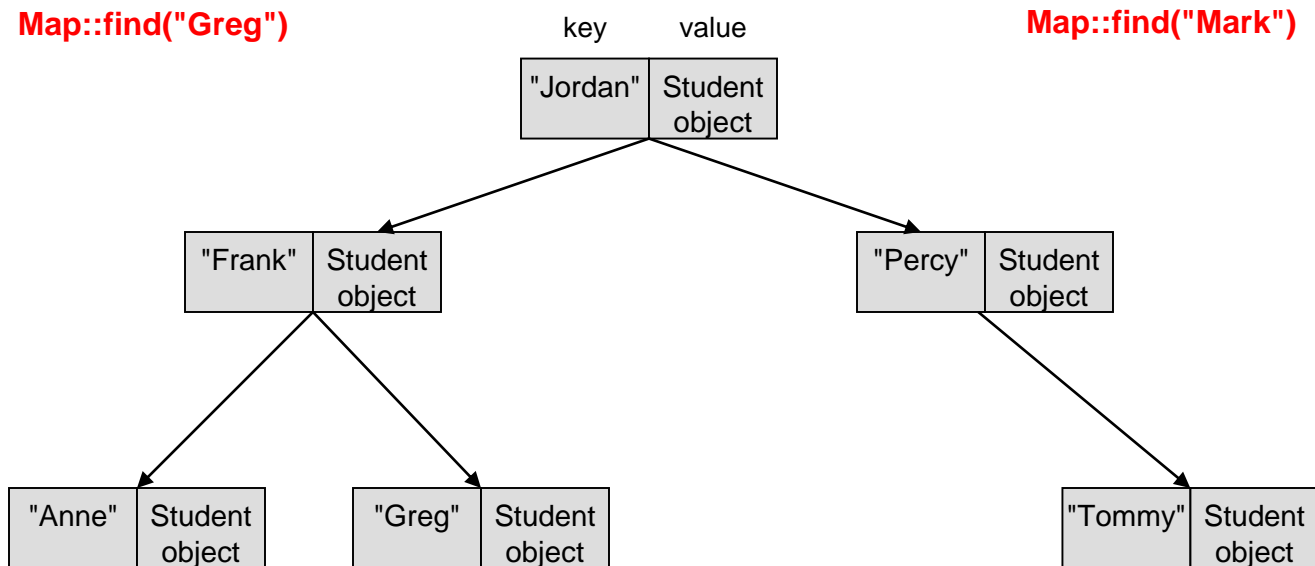 Map::find("Greg")
key value
Map::find("Mark")
"Jordan" Student
object
"Frank" Student
object
"Percy" Student
object
"Anne" Student
object
"Greg" Student
object
"Tommy" Student
object